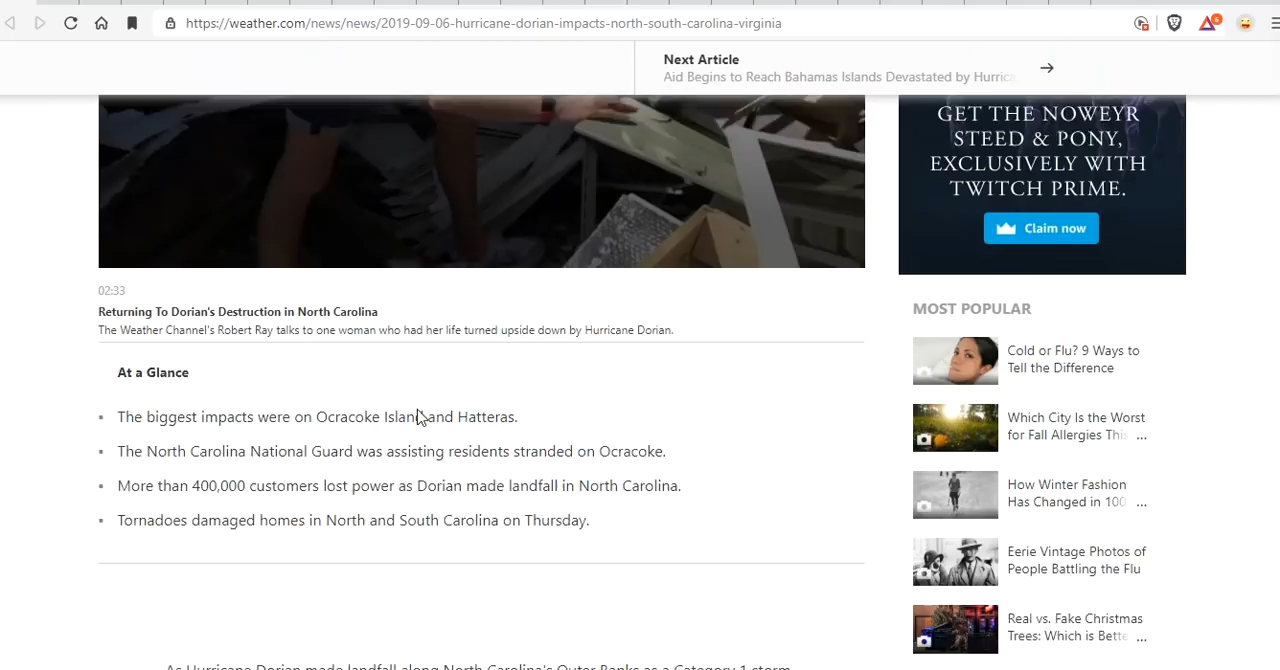 https://weather.com/news/news/2019-09-06-hurricane-dorian-impacts-north-south-carolina-virginia
6
Next Article
Aid Begins to Reach Bahamas Islands Devastated by Hurrica
GET THE NOWEYR
STEED & PONY,
EXCLUSIVELY WITH
TWITCH PRIME.
Claim now
02:33
Returning To Dorian's Destruction in North Carolina
The Weather Channel's Robert Ray talks to one woman who had her life turned upside down by Hurricane Dorian.
At a Glance
The biggest impacts were on Ocracoke Island and Hatteras.
The North Carolina National Guard was assisting residents stranded on Ocracoke.
More than 400,000 customers lost power as Dorian made landfall in North Carolina.
Tornadoes damaged homes in North and South Carolina on Thursday.
As Hurricane Dorian made landfall along North Carolina's Outer Banks as a Category 1 storm
MOST POPULAR
Cold or Flu? 9 Ways to
Tell the Difference
Which City Is the Worst
for Fall Allergies This ...
How Winter Fashion
Has Changed in 100 ...
Eerie Vintage Photos of
People Battling the Flu
Real vs. Fake Christmas
Trees: Which is Bette ...